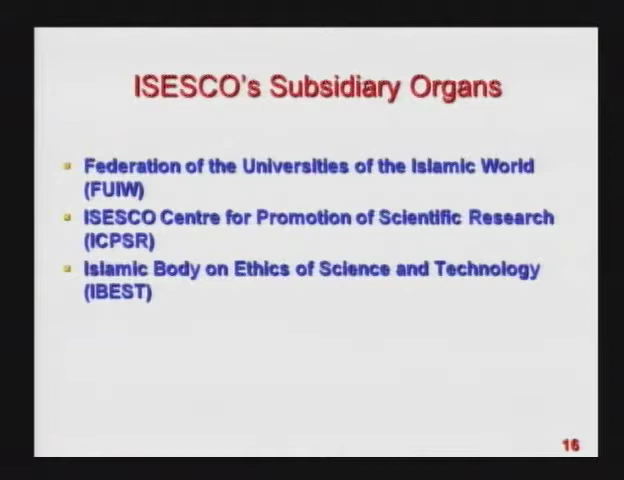 ISESCO's Subsidiary Organs
Federation of the Universities of the Islamic World
(FUIW)
ISESCO Centre for Promotion of Scientific Research
(ICPSR)
Islamic Body on Ethics of Science and Technology
(IBEST)
16